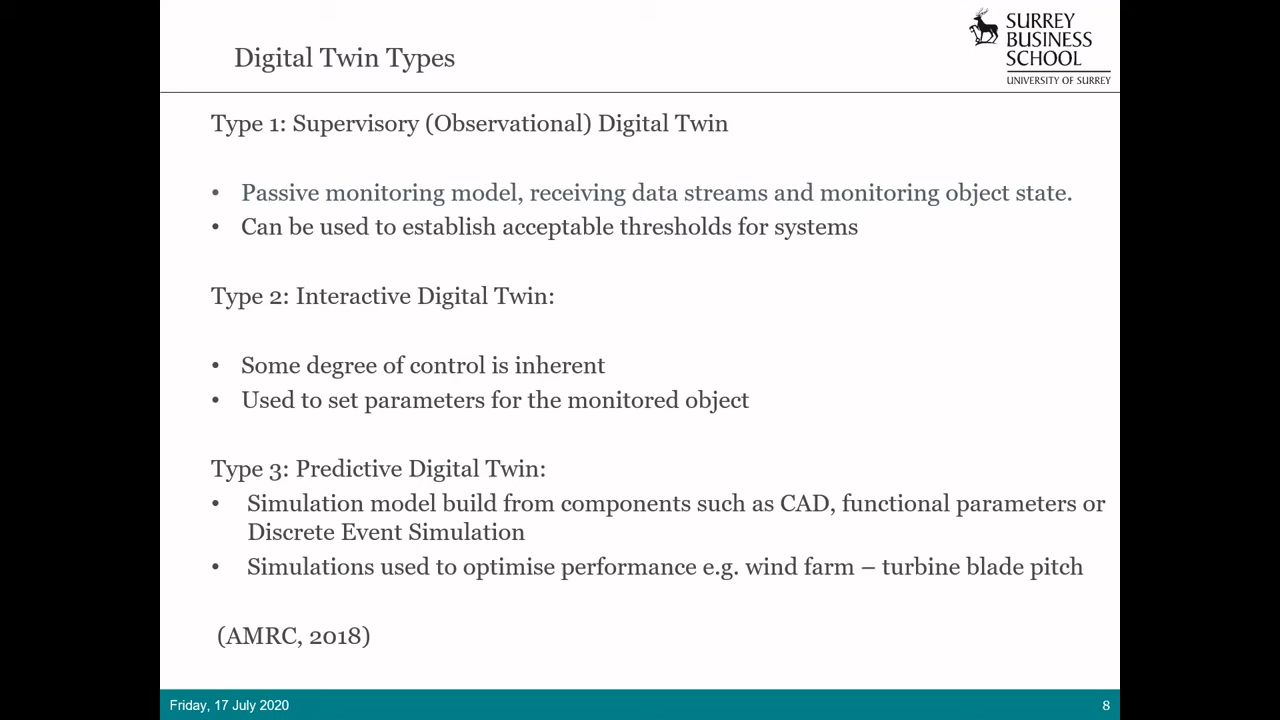 Digital Twin Types
SURREY
BUSINESS
SCHOOL
UNIVERSITY OF SURREY
Type 1: Supervisory (Observational) Digital Twin
• Passive monitoring model, receiving data streams and monitoring object state.
• Can be used to establish acceptable thresholds for systems
Type 2: Interactive Digital Twin:
• Some degree of control is inherent
• Used to set parameters for the monitored object
Type 3: Predictive Digital Twin:
• Simulation model build from components such as CAD, functional parameters or
Discrete Event Simulation
• Simulations used to optimise performance e.g. wind farm – turbine blade pitch
(AMRC, 2018)
Friday, 17 July 2020
8